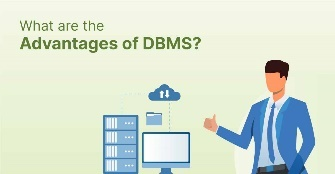 What are the
Advantages of DBMS?